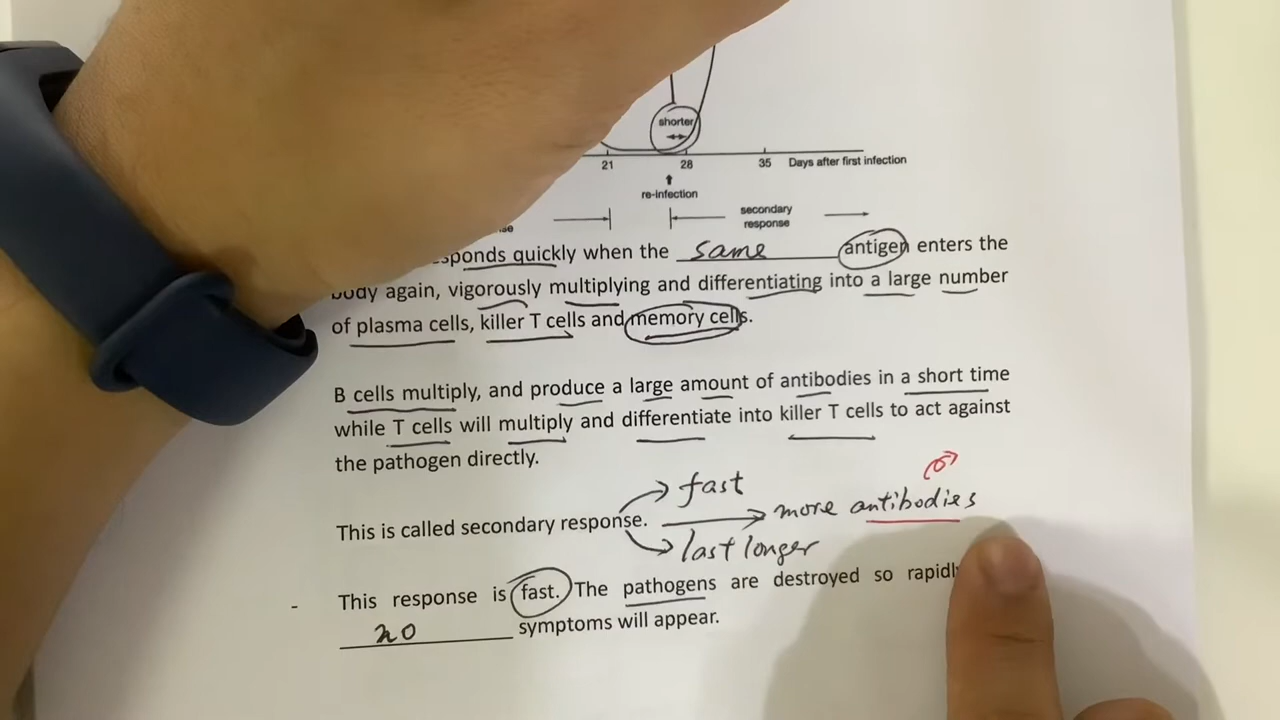 shorter
21 28 35 Days after first infection
re-infection
secondary
response
quickly when the same antigen enters the
body again, vigorously multiplying and differentiating into a large number
of plasma cells, killer T cells and memory cells.
B cells multiply, and produce a large amount of antibodies in a short time
while T cells will multiply and differentiate into killer T cells to act against
the pathogen directly.
fast
This is called secondary response. more antibodies
last longer
- This response is fast. The pathogens are destroyed so
no symptoms will appear.